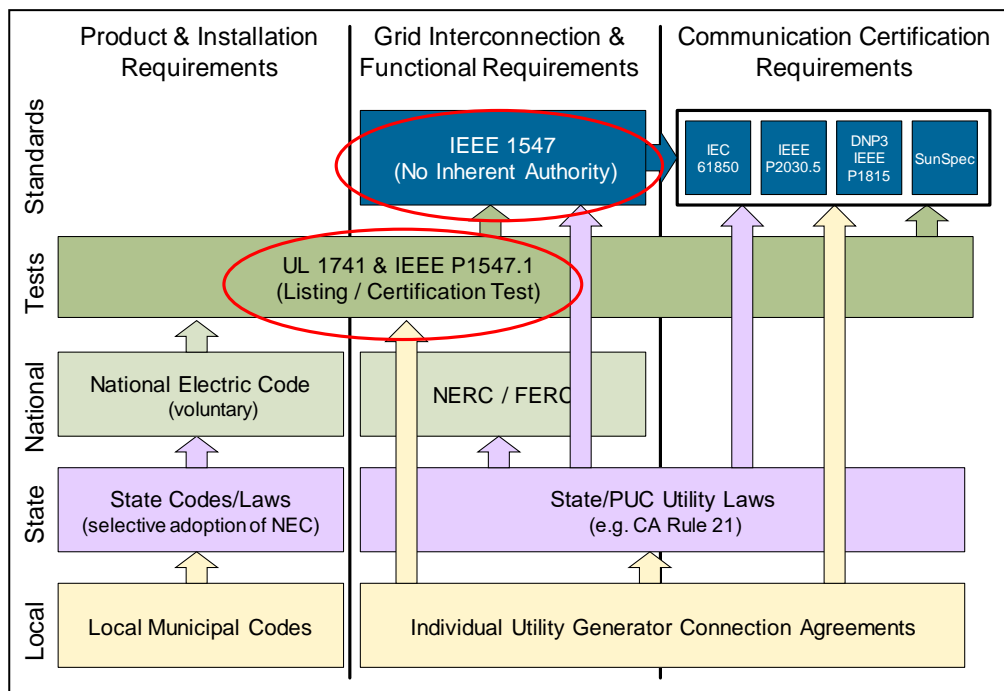 Product & Installation
Requirements
Grid Interconnection &
Functional Requirements
Communication Certification
Requirements
Standards
IEEE 1547
(No Inherent Authority)
IEC
61850
IEEE
P2030.5
DNP3
IEEE
P1815
SunSpec
Tests
UL 1741 & IEEE P1547.1
(Listing / Certification Test)
National
National Electric Code
(voluntary)
NERC / FERC
State
State Codes/Laws
(selective adoption of NEC)
State/PUC Utility Laws
(e.g. CA Rule 21)
Local
Local Municipal Codes
Individual Utility Generator Connection Agreements